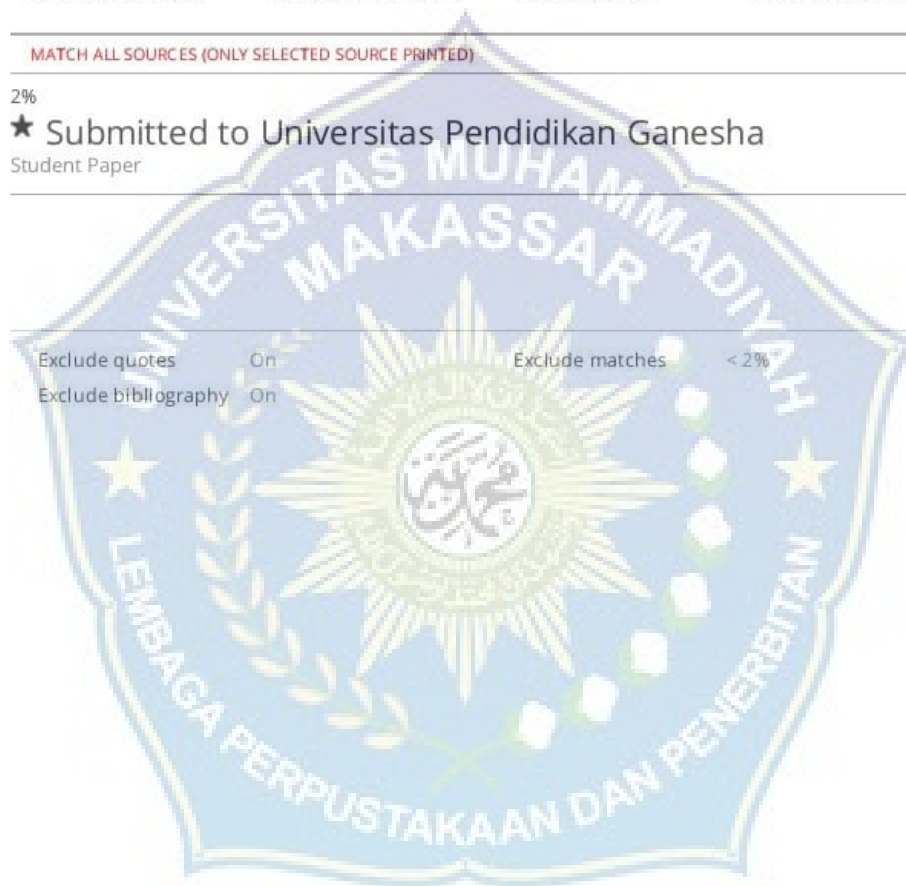 MATCH ALL SOURCES (ONLY SELECTED SOURCE PRINTED)
2%
★ Submitted to Universitas Pendidikan Ganesha
Student Paper
UNIVERSITAS MUHAMMADIYAH
MAKASSAR
Exclude quotes On Exclude matches < 2%
Exclude bibliography On
LEMBAGA PERPUSTAKAAN DAN PENERBITAN